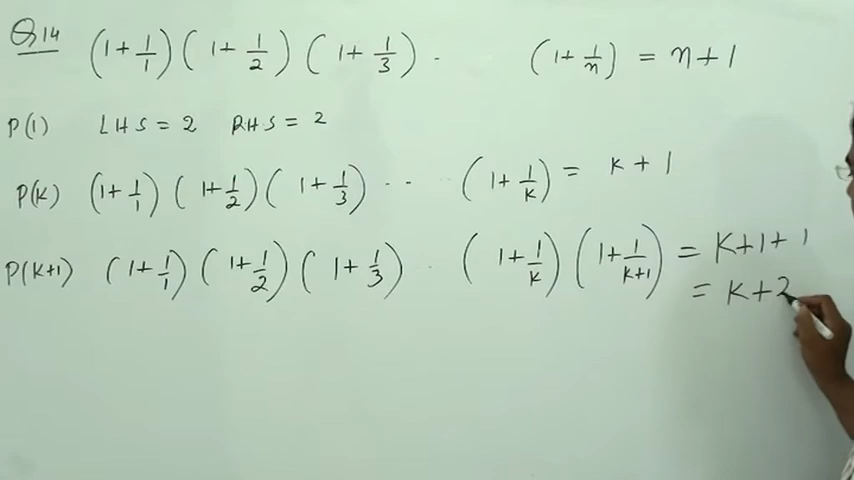 Q14 (1 + 1/1) (1 + 1/2) (1 + 1/3) . (1 + 1/n) = n + 1
P(1) LHS = 2 RHS = 2
P(K) (1 + 1/1) (1 + 1/2) (1 + 1/3) .. (1 + 1/K) = K + 1
P(K+1) (1 + 1/1) (1 + 1/2) (1 + 1/3) . (1 + 1/K) (1 + 1/K+1) = K+1+1
= K+2